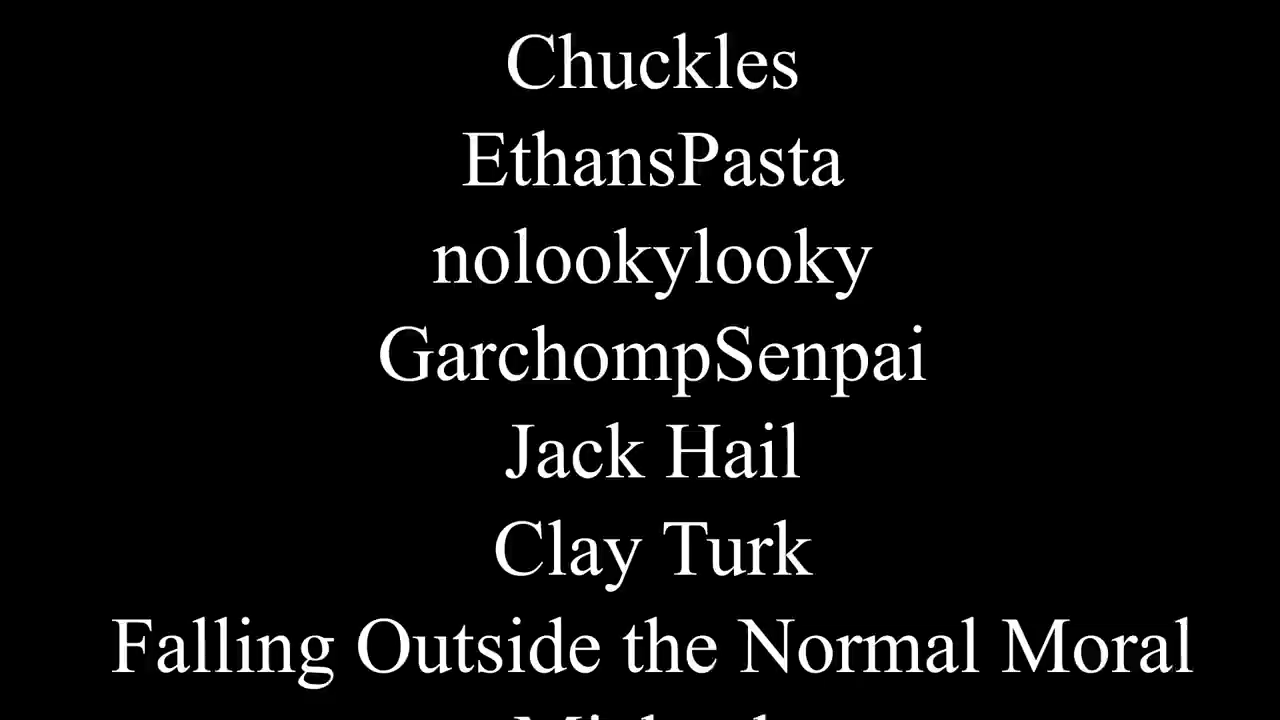 Chuckles
EthansPasta
nolookylooky
GarchompSenpai
Jack Hail
Clay Turk
Falling Outside the Normal Moral